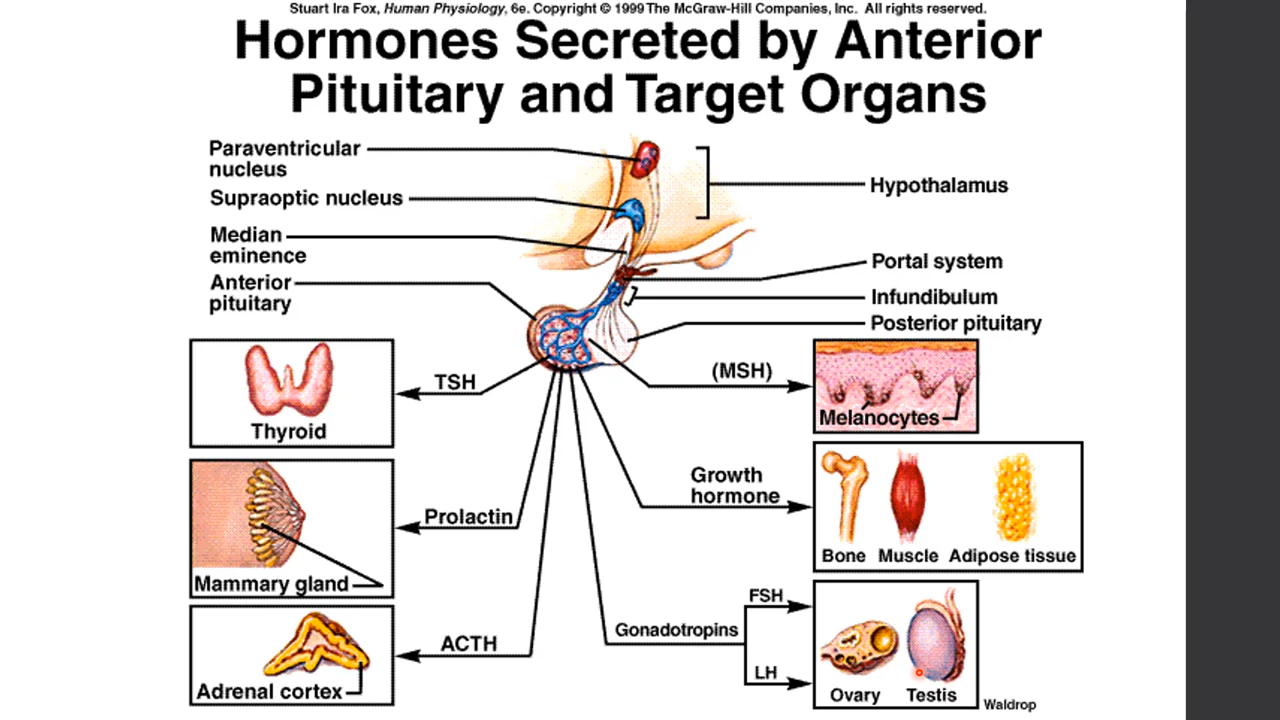 Stuart Ira Fox, Human Physiology, 6e. Copyright © 1999 The McGraw-Hill Companies, Inc. All rights reserved.
Hormones Secreted by Anterior
Pituitary and Target Organs
Paraventricular
nucleus
Supraoptic nucleus
Median
eminence
Anterior
pituitary
Hypothalamus
Portal system
Infundibulum
Posterior pituitary
TSH
Thyroid
(MSH)
Melanocytes
Prolactin
Mammary gland
Growth
hormone
Bone Muscle Adipose tissue
ACTH
Adrenal cortex
Gonadotropins
FSH
LH
Ovary Testis
Waldrop